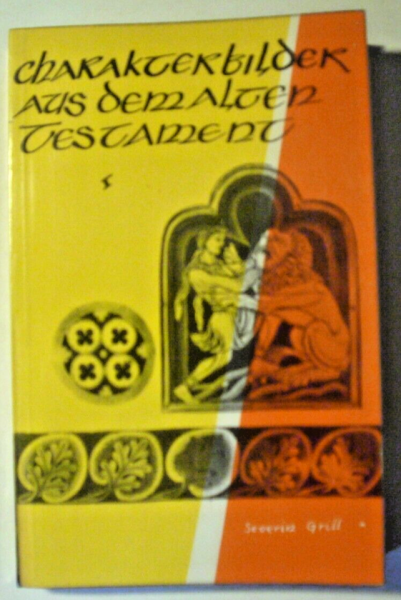 Charakterbilder
aus dem alten
testament
Severin Grill